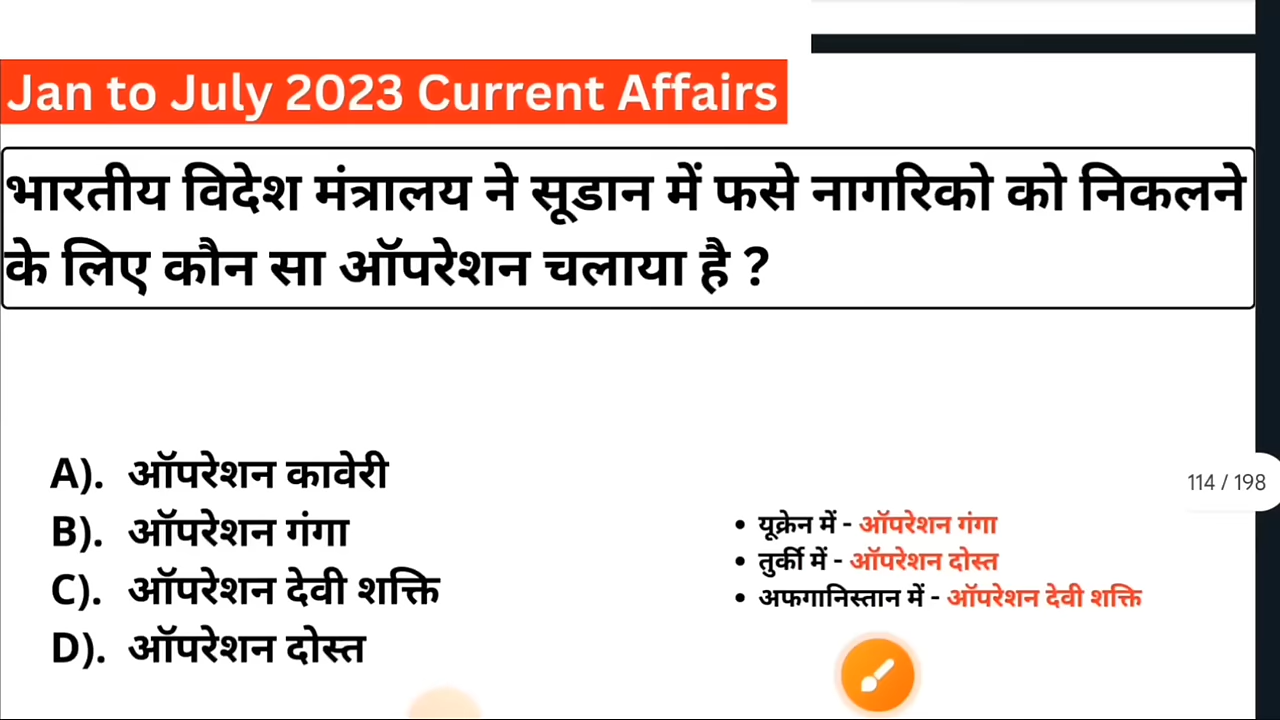 Jan to July 2023 Current Affairs
भारतीय विदेश मंत्रालय ने सूडान में फसे नागरिको को निकलने
के लिए कौन सा ऑपरेशन चलाया है ?
A). ऑपरेशन कावेरी
B). ऑपरेशन गंगा
C). ऑपरेशन देवी शक्ति
D). ऑपरेशन दोस्त
• यूक्रेन में - ऑपरेशन गंगा
• तुर्की में - ऑपरेशन दोस्त
• अफगानिस्तान में - ऑपरेशन देवी शक्ति
114 / 198